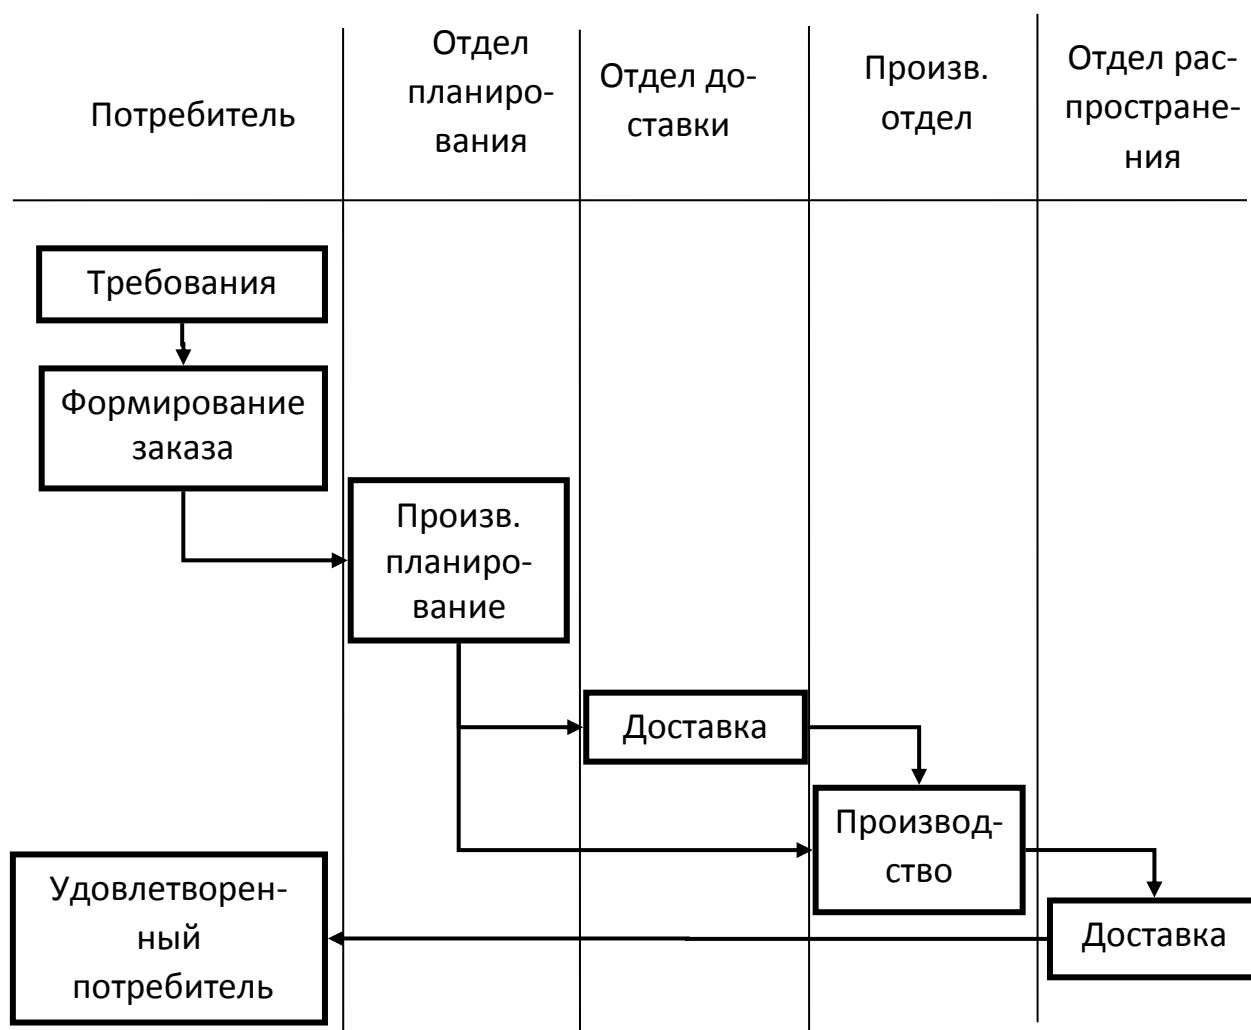 Потребитель
Отдел
планиро-
вания
Отдел до-
ставки
Произв.
отдел
Отдел рас-
простране-
ния
Требования
Формирование
заказа
Произв.
планиро-
вание
Доставка
Производ-
ство
Удовлетворен-
ный
потребитель
Доставка